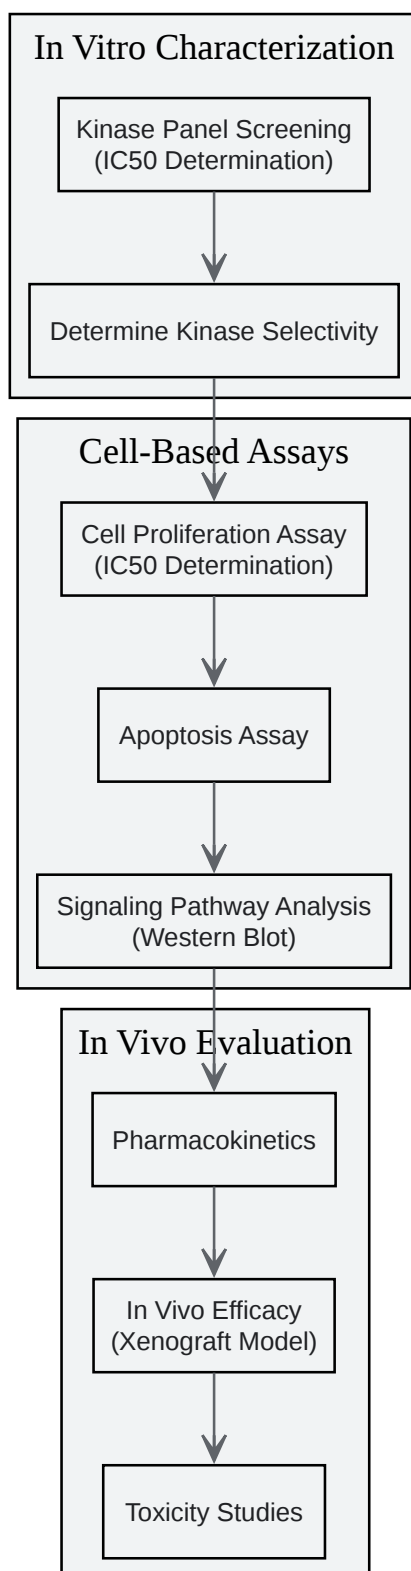 In Vitro Characterization
Kinase Panel Screening
(IC50 Determination)
Determine Kinase Selectivity
Cell-Based Assays
Cell Proliferation Assay
(IC50 Determination)
Apoptosis Assay
Signaling Pathway Analysis
(Western Blot)
In Vivo Evaluation
Pharmacokinetics
In Vivo Efficacy
(Xenograft Model)
Toxicity Studies